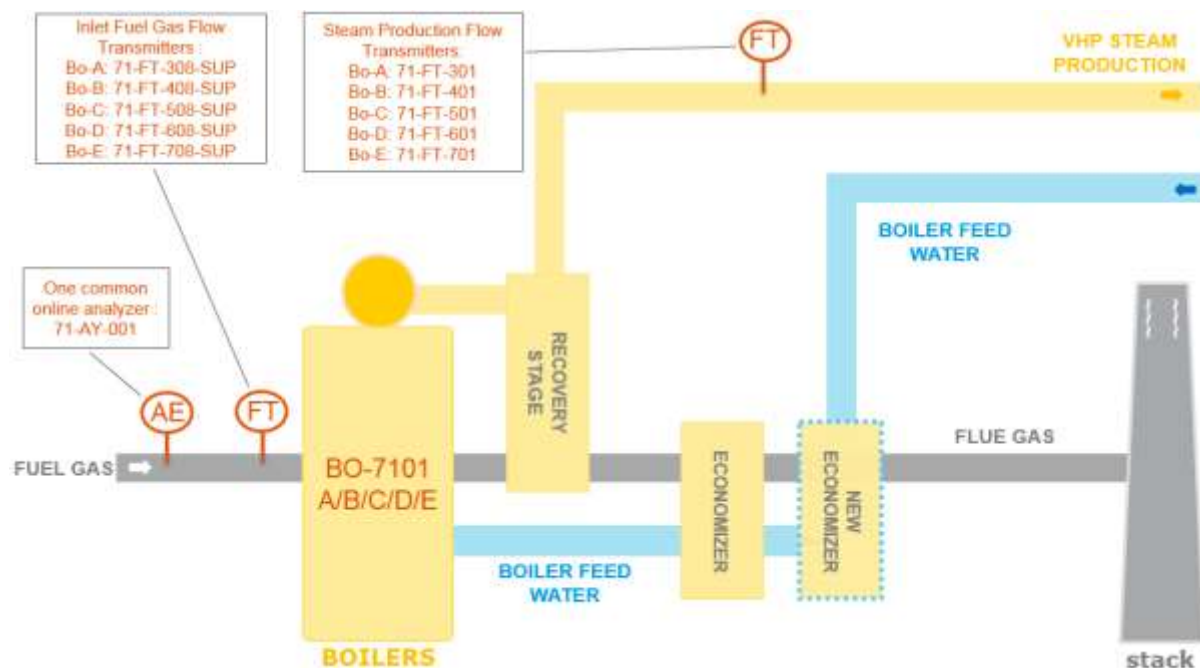 Inlet Fuel Gas Flow
Transmitters :
Bo-A: 71-FT-308-SUP
Bo-B: 71-FT-408-SUP
Bo-C: 71-FT-508-SUP
Bo-D: 71-FT-608-SUP
Bo-E: 71-FT-708-SUP
Steam Production Flow
Transmitters :
Bo-A: 71-FT-301
Bo-B: 71-FT-401
Bo-C: 71-FT-501
Bo-D: 71-FT-601
Bo-E: 71-FT-701
FT
VHP STEAM
PRODUCTION
BOILER FEED
WATER
One common
online analyzer :
71-AY-001
AE
FT
RECOVERY
STAGE
FUEL GAS
BO-7101
A/B/C/D/E
ECONOMIZER
NEW
ECONOMIZER
FLUE GAS
BOILER FEED
WATER
BOILERS
stack